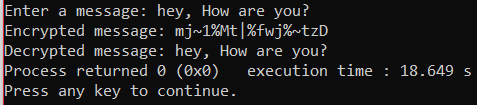 Enter a message: hey, How are you?
Encrypted message: mj~1%Mt|%fwj%~tzD
Decrypted message: hey, How are you?
Process returned 0 (0x0)   execution time : 18.649 s
Press any key to continue.